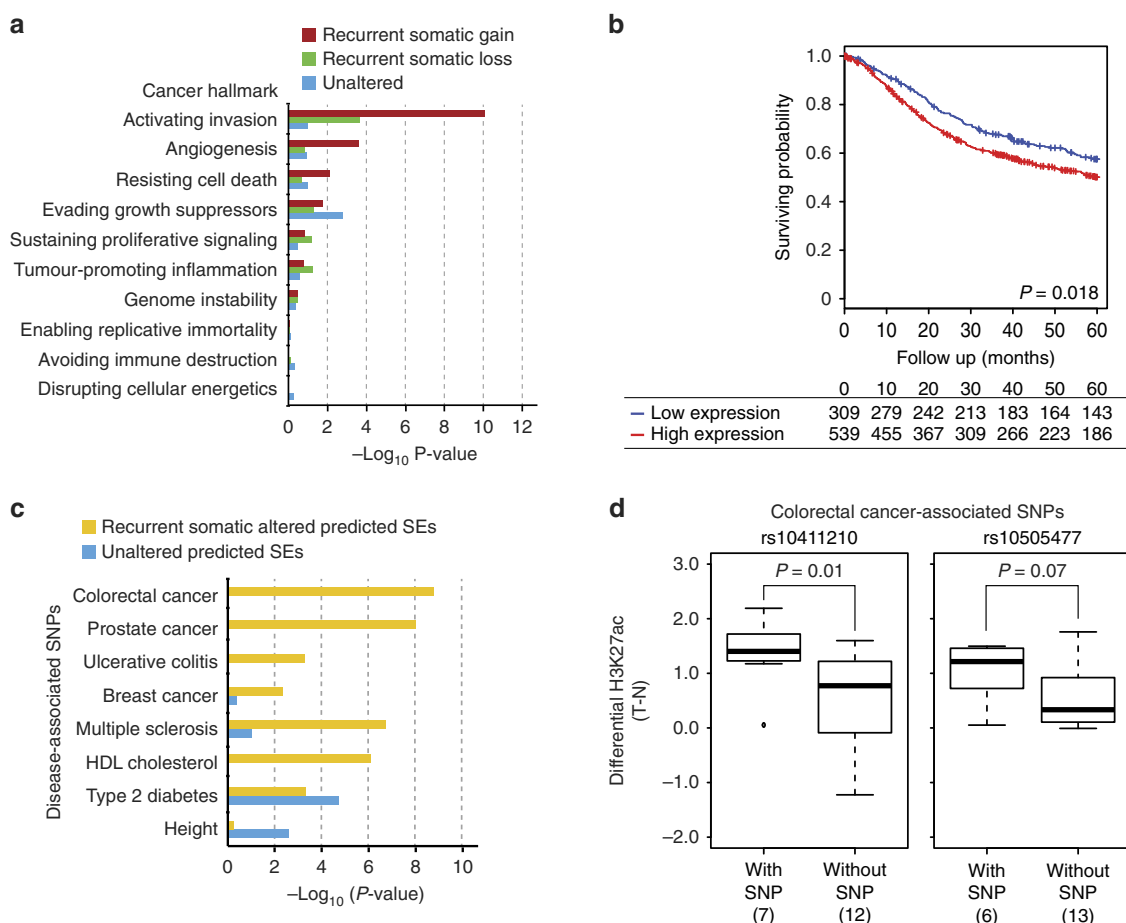 a
Recurrent somatic gain
Recurrent somatic loss
Unaltered
Cancer hallmark
Activating invasion
Angiogenesis
Resisting cell death
Evading growth suppressors
Sustaining proliferative signaling
Tumour-promoting inflammation
Genome instability
Enabling replicative immortality
Avoiding immune destruction
Disrupting cellular energetics
0 2 4 6 8 10 12
–Log10 P-value
b
Surviving probability
1.0
0.8
0.6
0.4
0.2
0
P = 0.018
0 10 20 30 40 50 60
Follow up (months)
0 10 20 30 40 50 60
Low expression 309 279 242 213 183 164 143
High expression 539 455 367 309 266 223 186
c
Recurrent somatic altered predicted SEs
Unaltered predicted SEs
Disease-associated SNPs
Colorectal cancer
Prostate cancer
Ulcerative colitis
Breast cancer
Multiple sclerosis
HDL cholesterol
Type 2 diabetes
Height
0 2 4 6 8 10
–Log10 (P-value)
d
Colorectal cancer-associated SNPs
rs10411210 rs10505477
Differential H3K27ac
(T-N)
3.0
2.0
1.0
0.0
–1.0
–2.0
P = 0.01 P = 0.07
With Without With Without
SNP SNP SNP SNP
(7) (12) (6) (13)